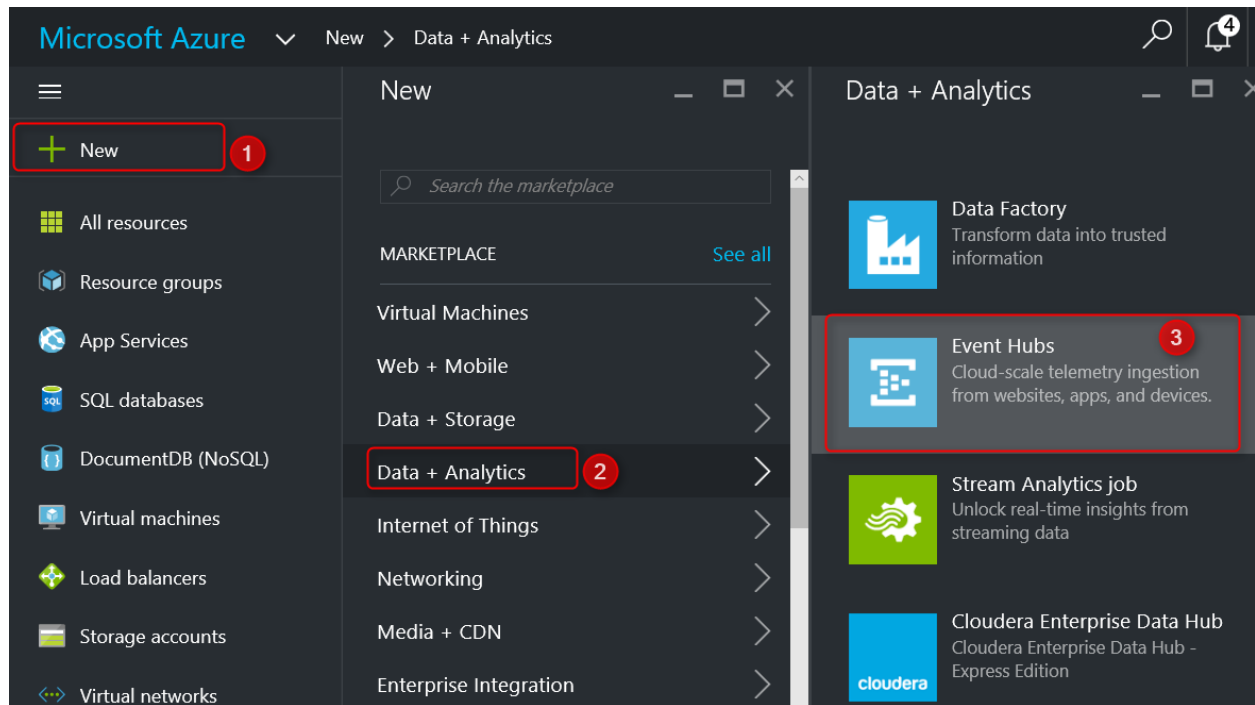 Microsoft Azure New > Data + Analytics 4
New
1
All resources
Resource groups
App Services
SQL databases
SQL
DocumentDB (NoSQL)
Virtual machines
Load balancers
Storage accounts
Virtual networks
New
Search the marketplace
MARKETPLACE See all
Virtual Machines
Web + Mobile
Data + Storage
Data + Analytics
2
Internet of Things
Networking
Media + CDN
Enterprise Integration
Data + Analytics
Data Factory
Transform data into trusted
information
Event Hubs
3
Cloud-scale telemetry ingestion
from websites, apps, and devices.
Stream Analytics job
Unlock real-time insights from
streaming data
Cloudera Enterprise Data Hub
Cloudera Enterprise Data Hub -
Express Edition
cloudera